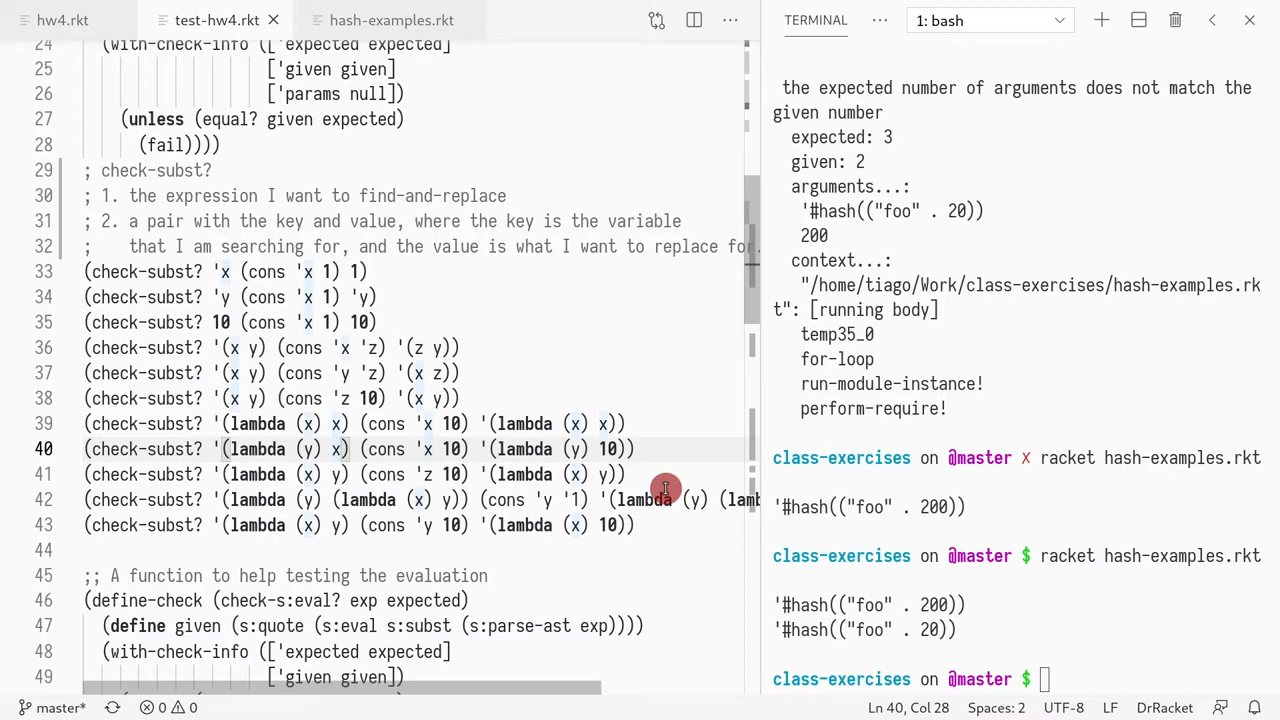 hw4.rkt test-hw4.rkt hash-examples.rkt TERMINAL 1: bash
24 (with-check-info (['expected expected]
25 ['given given]
26 ['params null])
27 (unless (equal? given expected)
28 (fail))))
29 ; check-subst?
30 ; 1. the expression I want to find-and-replace
31 ; 2. a pair with the key and value, where the key is the variable
32 ; that I am searching for, and the value is what I want to replace for.
33 (check-subst? 'x (cons 'x 1) 1)
34 (check-subst? 'y (cons 'x 1) 'y)
35 (check-subst? 10 (cons 'x 1) 10)
36 (check-subst? '(x y) (cons 'x 'z) '(z y))
37 (check-subst? '(x y) (cons 'y 'z) '(x z))
38 (check-subst? '(x y) (cons 'z 10) '(x y))
39 (check-subst? '(lambda (x) x) (cons 'x 10) '(lambda (x) x))
40 (check-subst? '(lambda (y) x) (cons 'x 10) '(lambda (y) 10))
41 (check-subst? '(lambda (x) y) (cons 'z 10) '(lambda (x) y))
42 (check-subst? '(lambda (y) (lambda (x) y)) (cons 'y '1) '(lambda (y) (lamb
43 (check-subst? '(lambda (x) y) (cons 'y 10) '(lambda (x) 10))
44
45 ;; A function to help testing the evaluation
46 (define-check (check-s:eval? exp expected)
47 (define given (s:quote (s:eval s:subst (s:parse-ast exp))))
48 (with-check-info (['expected expected]
49 ['given given])
the expected number of arguments does not match the
given number
expected: 3
given: 2
arguments...:
'#hash(("foo" . 20))
200
context...:
"/home/tiago/Work/class-exercises/hash-examples.rk
t": [running body]
temp35_0
for-loop
run-module-instance!
perform-require!
class-exercises on @master ✗ racket hash-examples.rkt
'#hash(("foo" . 200))
class-exercises on @master $ racket hash-examples.rkt
'#hash(("foo" . 200))
'#hash(("foo" . 20))
class-exercises on @master $
master* 0 0 Ln 40, Col 28 Spaces: 2 UTF-8 LF DrRacket